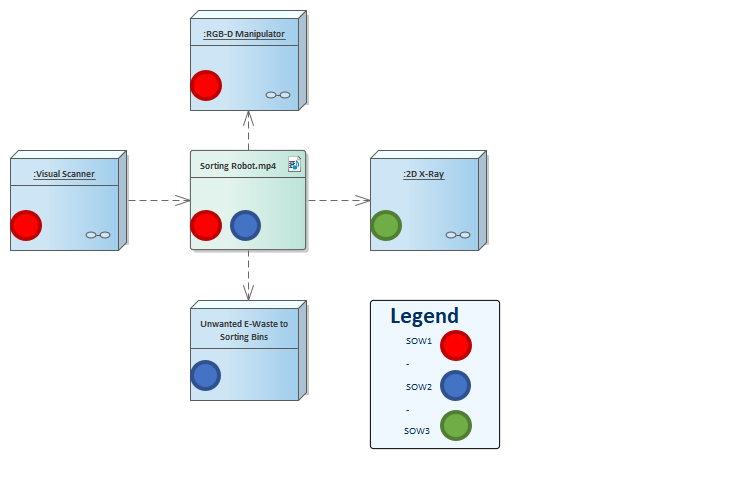 :RGB-D Manipulator
:Visual Scanner
Sorting Robot.mp4
:2D X-Ray
Unwanted E-Waste to
Sorting Bins
Legend
SOW1
-
SOW2
-
SOW3